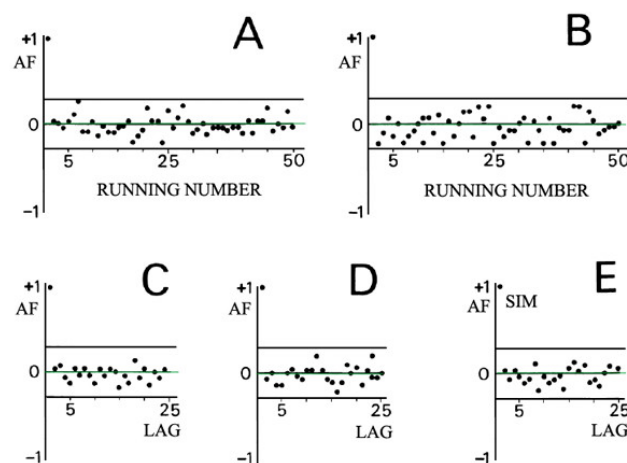 +1 A +1 B
AF AF
0 0
5 25 50 5 25 50
RUNNING NUMBER RUNNING NUMBER
−1 −1
+1 C +1 D +1 E
AF AF AF SIM
0 0 0
5 25 5 25 5 25
LAG LAG LAG
−1 −1 −1